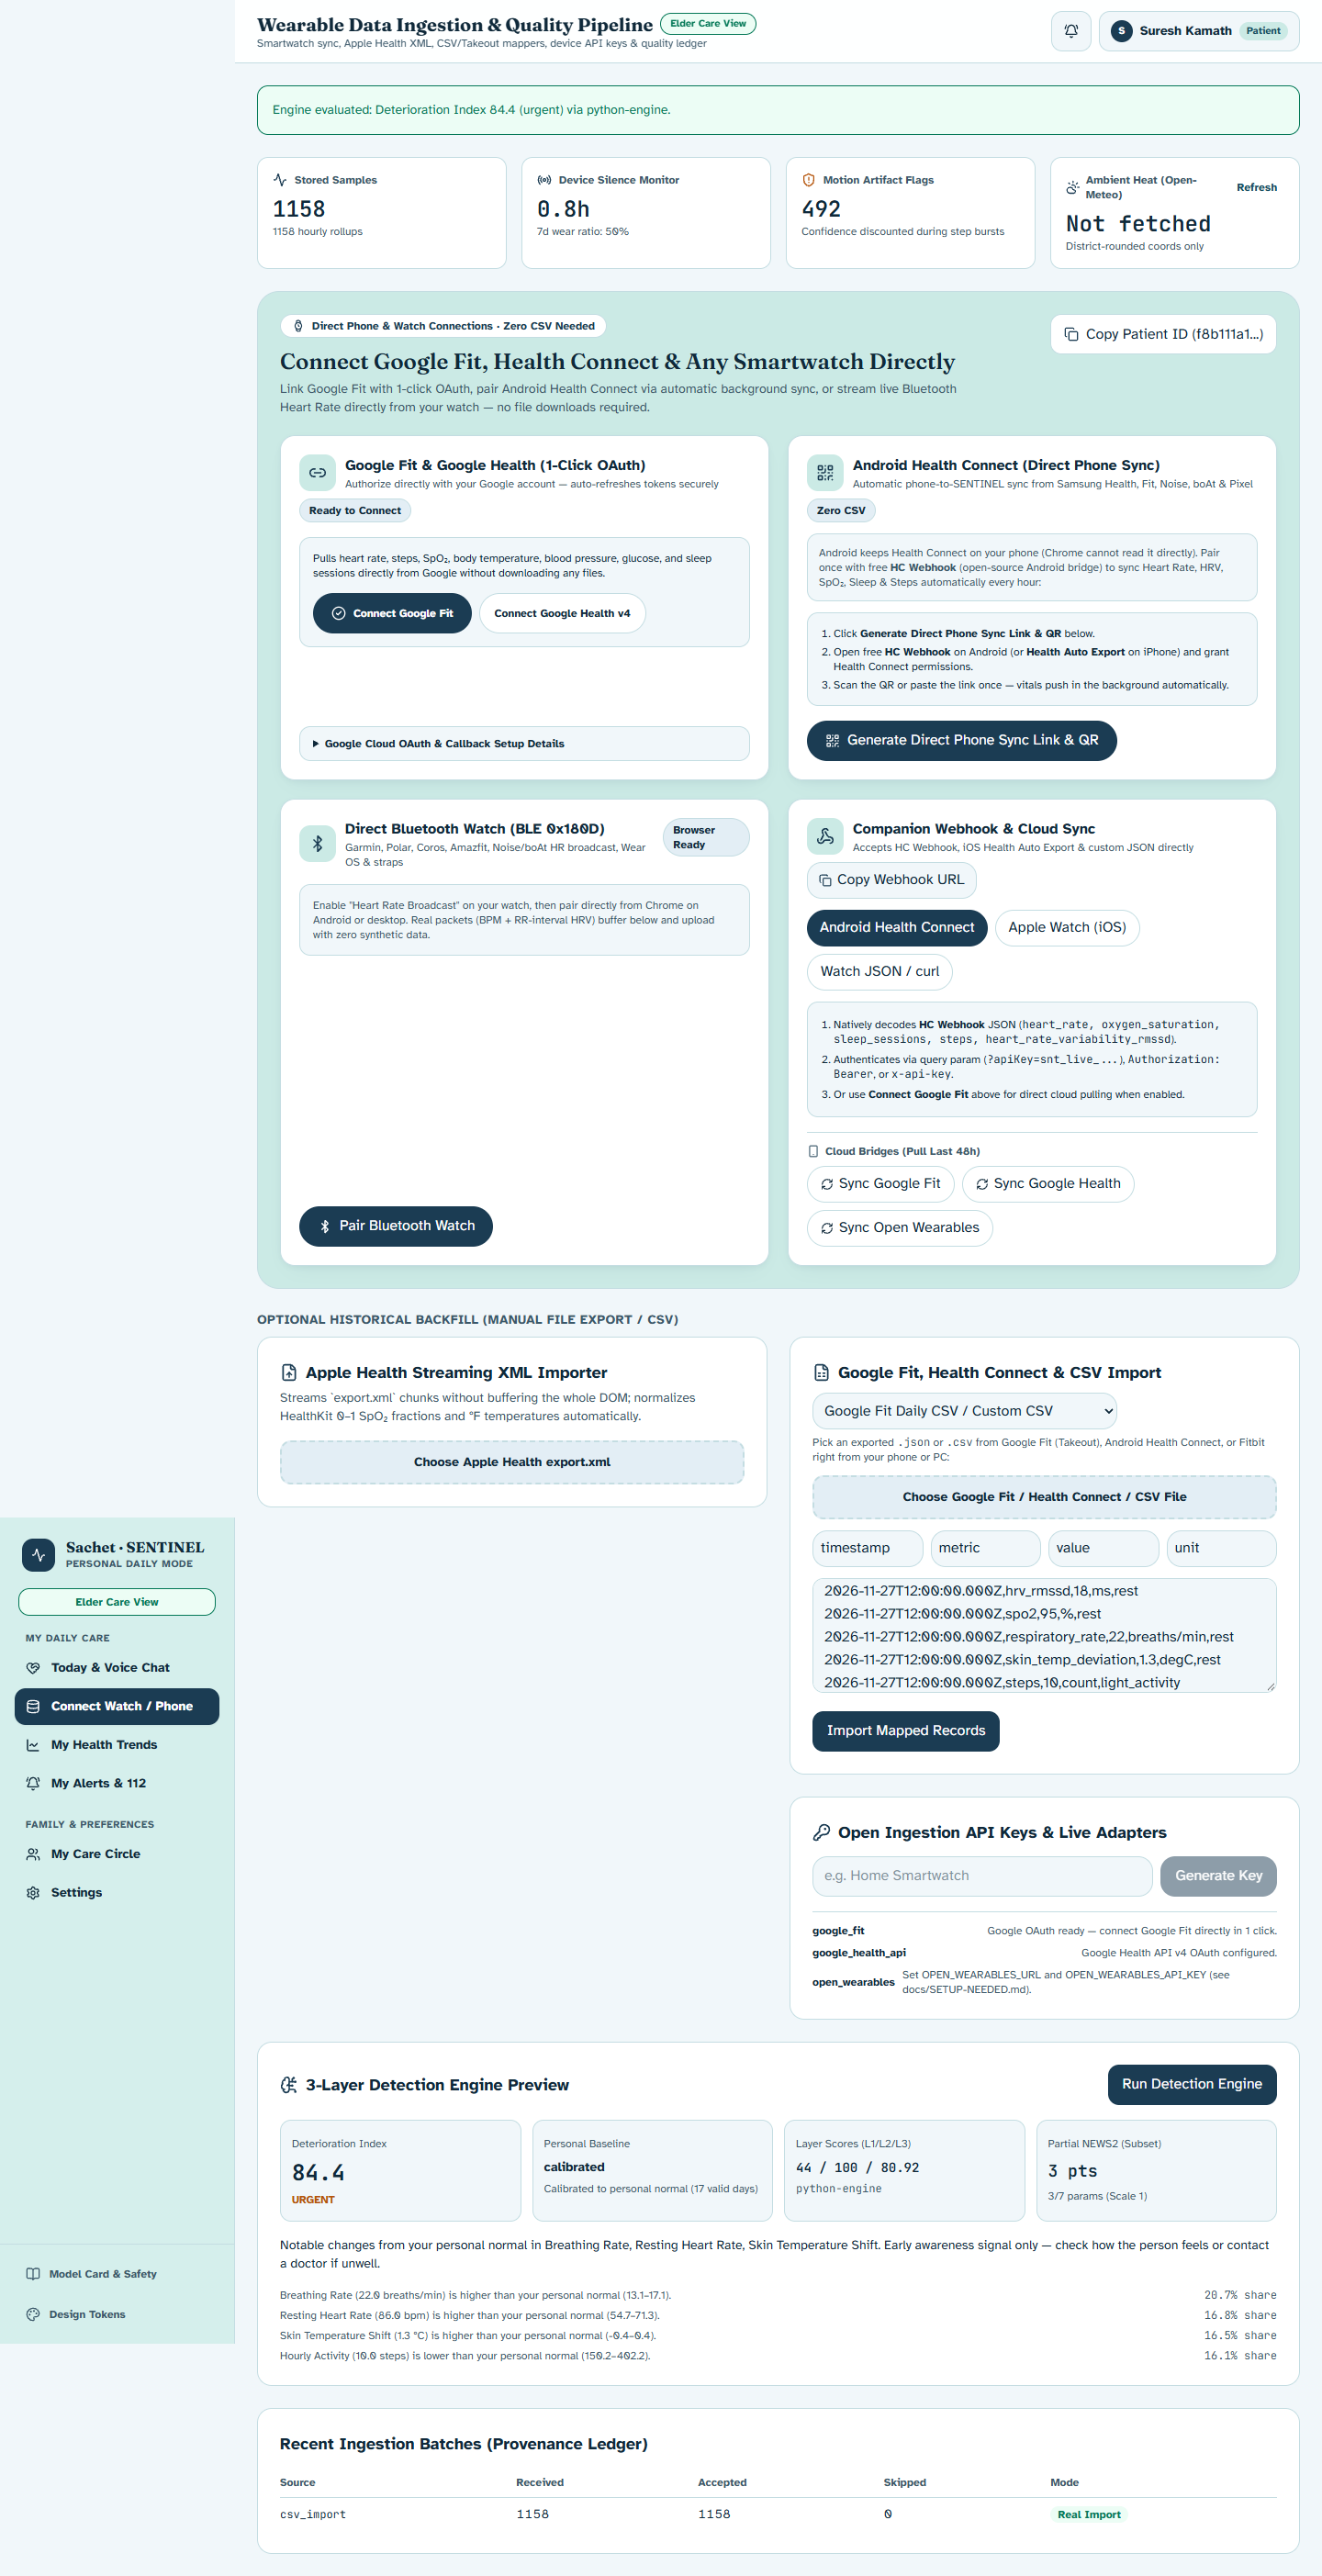 Wearable Data Ingestion & Quality Pipeline
Elder Care View
Smartwatch sync, Apple Health XML, CSV/Takeout mappers, device API keys & quality ledger
S
Suresh Kamath
Patient
Engine evaluated: Deterioration Index 84.4 (urgent) via python-engine.
Stored Samples
1158
1158 hourly rollups
Device Silence Monitor
0.8h
7d wear ratio: 50%
Motion Artifact Flags
492
Confidence discounted during step bursts
Ambient Heat (Open-
Meteo)
Refresh
Not fetched
District-rounded coords only
Direct Phone & Watch Connections · Zero CSV Needed
Copy Patient ID (f8b111a1...)
Connect Google Fit, Health Connect & Any Smartwatch Directly
Link Google Fit with 1-click OAuth, pair Android Health Connect via automatic background sync, or stream live Bluetooth
Heart Rate directly from your watch — no file downloads required.
Google Fit & Google Health (1-Click OAuth)
Authorize directly with your Google account — auto-refreshes tokens securely
Ready to Connect
Pulls heart rate, steps, SpO₂, body temperature, blood pressure, glucose, and sleep
sessions directly from Google without downloading any files.
Connect Google Fit
Connect Google Health v4
Google Cloud OAuth & Callback Setup Details
Android Health Connect (Direct Phone Sync)
Automatic phone-to-SENTINEL sync from Samsung Health, Fit, Noise, boAt & Pixel
Zero CSV
Android keeps Health Connect on your phone (Chrome cannot read it directly). Pair
once with free HC Webhook (open-source Android bridge) to sync Heart Rate, HRV,
SpO₂, Sleep & Steps automatically every hour:
1. Click Generate Direct Phone Sync Link & QR below.
2. Open free HC Webhook on Android (or Health Auto Export on iPhone) and grant
Health Connect permissions.
3. Scan the QR or paste the link once — vitals push in the background automatically.
Generate Direct Phone Sync Link & QR
Direct Bluetooth Watch (BLE 0x180D)
Garmin, Polar, Coros, Amazfit, Noise/boAt HR broadcast, Wear
OS & straps
Browser
Ready
Enable "Heart Rate Broadcast" on your watch, then pair directly from Chrome on
Android or desktop. Real packets (BPM + RR-interval HRV) buffer below and upload
with zero synthetic data.
Pair Bluetooth Watch
Companion Webhook & Cloud Sync
Accepts HC Webhook, iOS Health Auto Export & custom JSON directly
Copy Webhook URL
Android Health Connect
Apple Watch (iOS)
Watch JSON / curl
1. Natively decodes HC Webhook JSON (heart_rate, oxygen_saturation,
sleep_sessions, steps, heart_rate_variability_rmssd).
2. Authenticates via query param (?apiKey=snt_live_...), Authorization:
Bearer, or x-api-key.
3. Or use Connect Google Fit above for direct cloud pulling when enabled.
Cloud Bridges (Pull Last 48h)
Sync Google Fit
Sync Google Health
Sync Open Wearables
OPTIONAL HISTORICAL BACKFILL (MANUAL FILE EXPORT / CSV)
Apple Health Streaming XML Importer
Streams `export.xml` chunks without buffering the whole DOM; normalizes
HealthKit 0–1 SpO₂ fractions and °F temperatures automatically.
Choose Apple Health export.xml
Google Fit, Health Connect & CSV Import
Google Fit Daily CSV / Custom CSV
Pick an exported .json or .csv from Google Fit (Takeout), Android Health Connect, or Fitbit
right from your phone or PC:
Choose Google Fit / Health Connect / CSV File
timestamp
metric
value
unit
2026-11-27T12:00:00.000Z,hrv_rmssd,18,ms,rest
2026-11-27T12:00:00.000Z,spo2,95,%,rest
2026-11-27T12:00:00.000Z,respiratory_rate,22,breaths/min,rest
2026-11-27T12:00:00.000Z,skin_temp_deviation,1.3,degC,rest
2026-11-27T12:00:00.000Z,steps,10,count,light_activity
Import Mapped Records
Open Ingestion API Keys & Live Adapters
e.g. Home Smartwatch
Generate Key
google_fit
Google OAuth ready — connect Google Fit directly in 1 click.
google_health_api
Google Health API v4 OAuth configured.
open_wearables
Set OPEN_WEARABLES_URL and OPEN_WEARABLES_API_KEY (see
docs/SETUP-NEEDED.md).
Sachet · SENTINEL
PERSONAL DAILY MODE
Elder Care View
MY DAILY CARE
Today & Voice Chat
Connect Watch / Phone
My Health Trends
My Alerts & 112
FAMILY & PREFERENCES
My Care Circle
Settings
Model Card & Safety
Design Tokens
3-Layer Detection Engine Preview
Run Detection Engine
Deterioration Index
84.4
URGENT
Personal Baseline
calibrated
Calibrated to personal normal (17 valid days)
Layer Scores (L1/L2/L3)
44 / 100 / 80.92
python-engine
Partial NEWS2 (Subset)
3 pts
3/7 params (Scale 1)
Notable changes from your personal normal in Breathing Rate, Resting Heart Rate, Skin Temperature Shift. Early awareness signal only — check how the person feels or contact
a doctor if unwell.
Breathing Rate (22.0 breaths/min) is higher than your personal normal (13.1–17.1).
20.7% share
Resting Heart Rate (86.0 bpm) is higher than your personal normal (54.7–71.3).
16.8% share
Skin Temperature Shift (1.3 °C) is higher than your personal normal (-0.4–0.4).
16.5% share
Hourly Activity (10.0 steps) is lower than your personal normal (150.2–402.2).
16.1% share
Recent Ingestion Batches (Provenance Ledger)
Source Received Accepted Skipped Mode
csv_import 1158 1158 0 Real Import